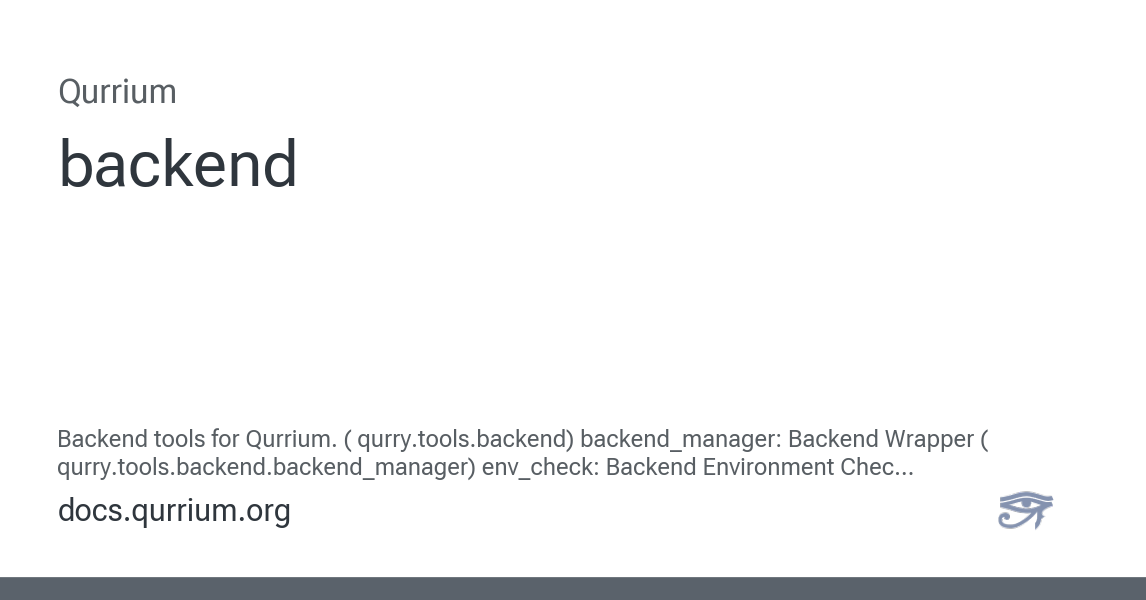 Qurrium
backend
Backend tools for Qurrium. ( qurry.tools.backend) backend_manager: Backend Wrapper (
qurry.tools.backend.backend_manager) env_check: Backend Environment Chec...
docs.qurrium.org